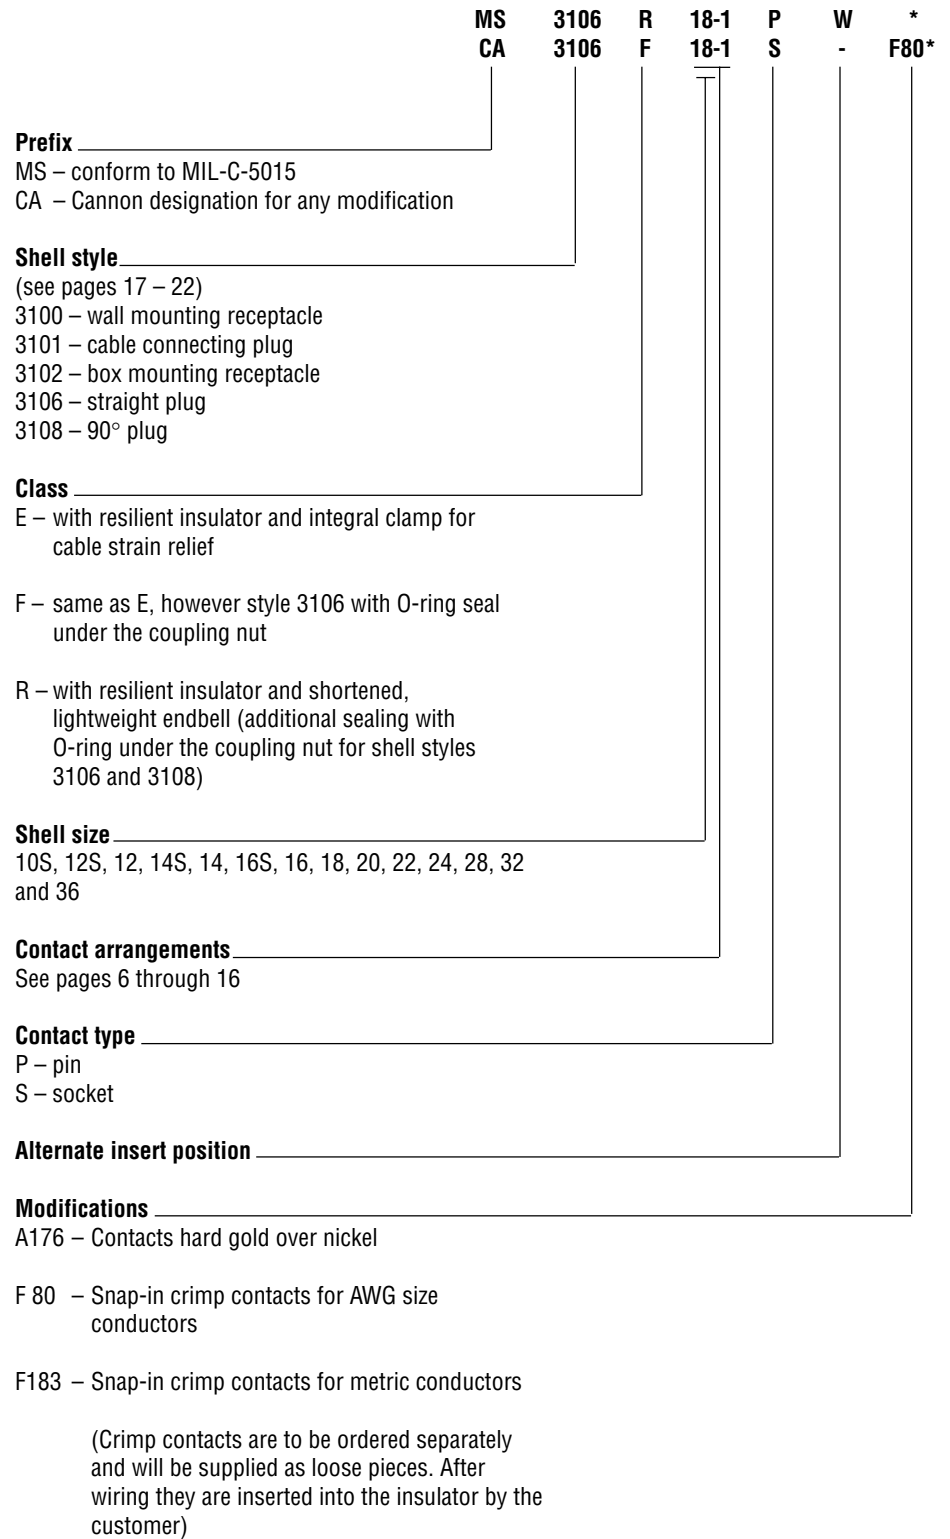 MS 3106 R 18-1 P W *
CA 3106 F 18-1 S - F80*
Prefix
MS – conform to MIL-C-5015
CA – Cannon designation for any modification
Shell style
(see pages 17 – 22)
3100 – wall mounting receptacle
3101 – cable connecting plug
3102 – box mounting receptacle
3106 – straight plug
3108 – 90° plug
Class
E – with resilient insulator and integral clamp for
cable strain relief
F – same as E, however style 3106 with O-ring seal
under the coupling nut
R – with resilient insulator and shortened,
lightweight endbell (additional sealing with
O-ring under the coupling nut for shell styles
3106 and 3108)
Shell size
10S, 12S, 12, 14S, 14, 16S, 16, 18, 20, 22, 24, 28, 32
and 36
Contact arrangements
See pages 6 through 16
Contact type
P – pin
S – socket
Alternate insert position
Modifications
A176 – Contacts hard gold over nickel
F 80 – Snap-in crimp contacts for AWG size
conductors
F183 – Snap-in crimp contacts for metric conductors
(Crimp contacts are to be ordered separately
and will be supplied as loose pieces. After
wiring they are inserted into the insulator by the
customer)